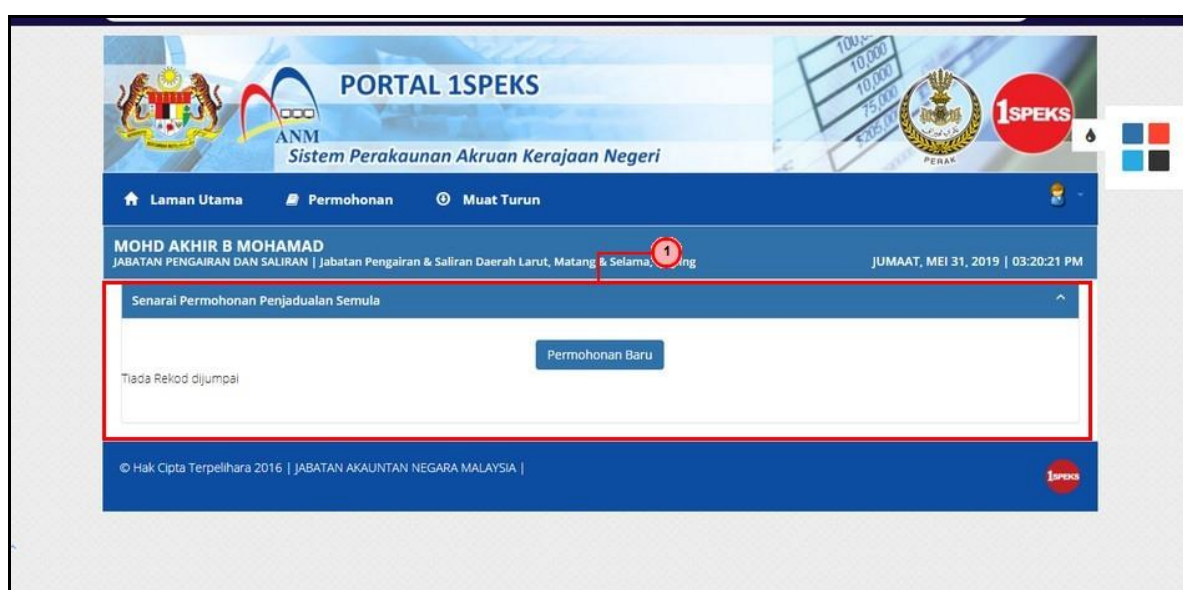 PORTAL 1SPEKS
ANM
Sistem Perakaunan Akruan Kerajaan Negeri
PERAK
1SPEKS
Laman Utama Permohonan Muat Turun
MOHD AKHIR B MOHAMAD
JABATAN PENGAIRAN DAN SALIRAN | Jabatan Pengairan & Saliran Daerah Larut, Matang & Selama,
1
JUMAAT, MEI 31, 2019 | 03:20:21 PM
Senarai Permohonan Penjadualan Semula
Permohonan Baru
Tiada Rekod dijumpai
© Hak Cipta Terpelihara 2016 | JABATAN AKAUNTAN NEGARA MALAYSIA |
1SPEKS